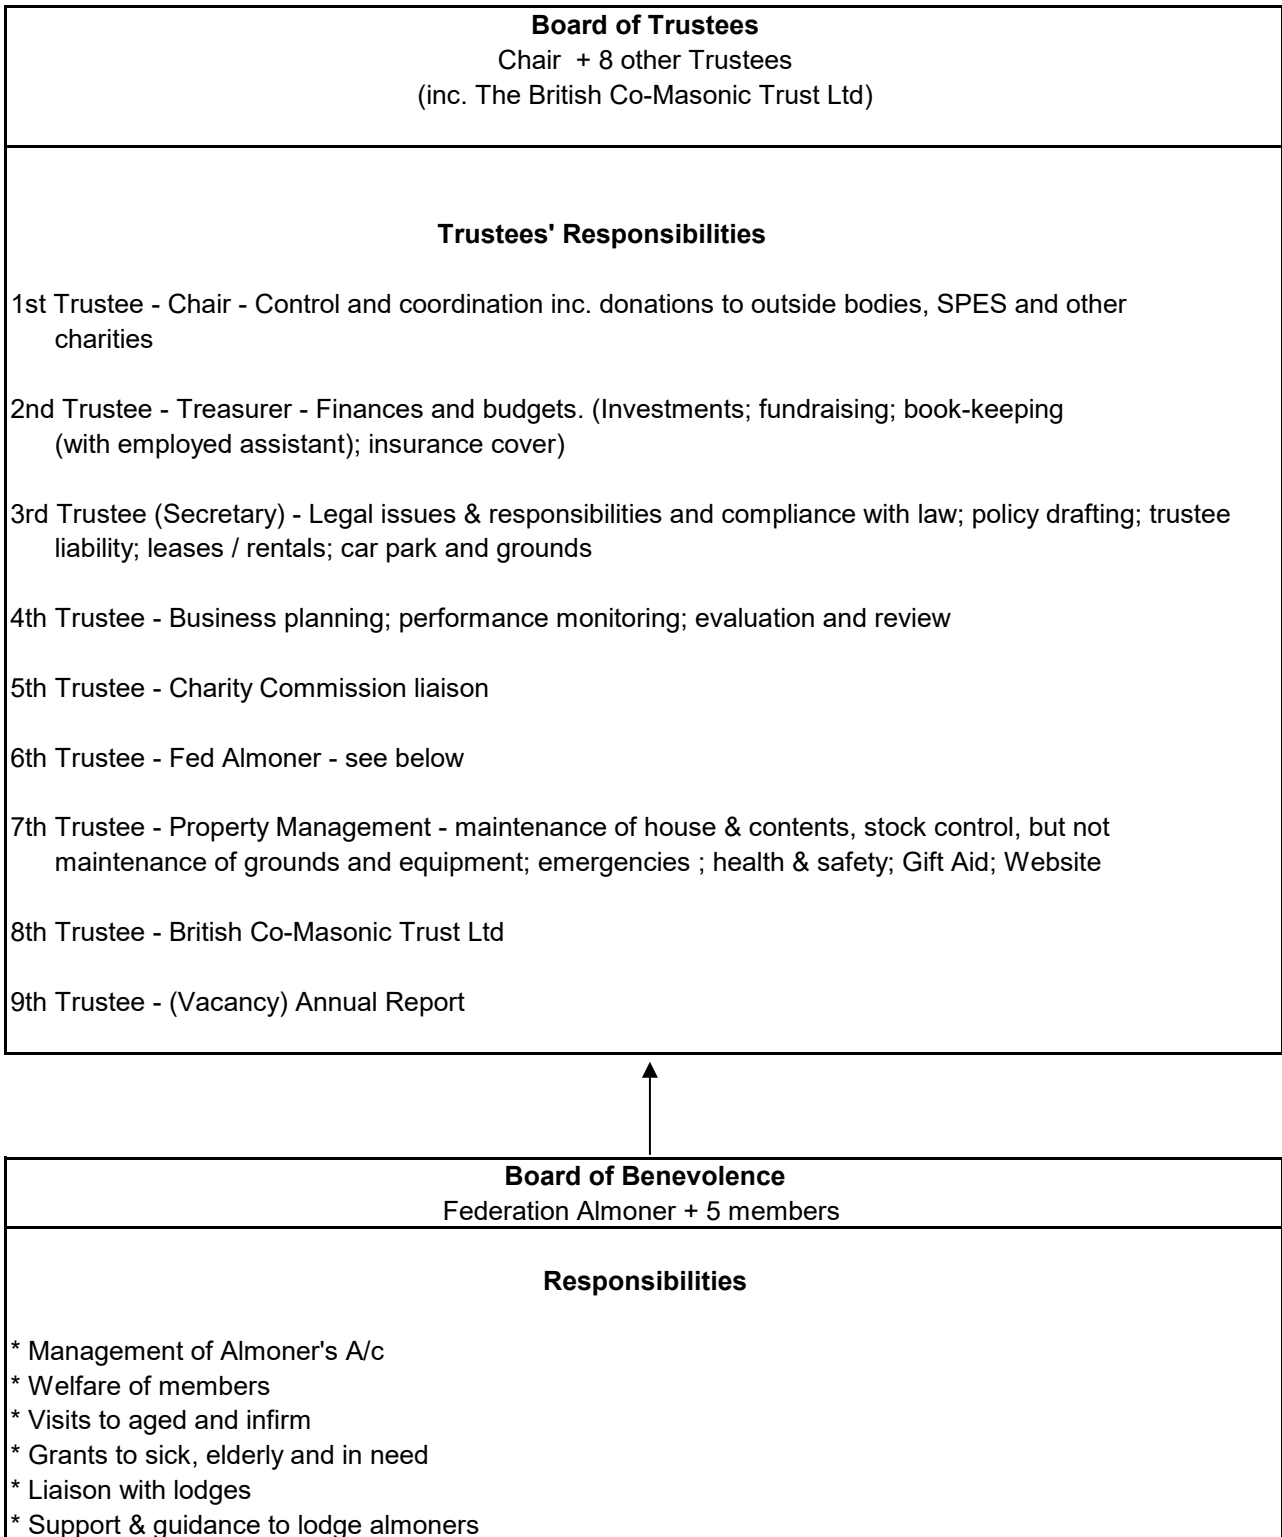 Board of Trustees
Chair + 8 other Trustees
(inc. The British Co-Masonic Trust Ltd)
Trustees' Responsibilities
1st Trustee - Chair - Control and coordination inc. donations to outside bodies, SPES and other
charities
2nd Trustee - Treasurer - Finances and budgets. (Investments; fundraising; book-keeping
(with employed assistant); insurance cover)
3rd Trustee (Secretary) - Legal issues & responsibilities and compliance with law; policy drafting; trustee
liability; leases / rentals; car park and grounds
4th Trustee - Business planning; performance monitoring; evaluation and review
5th Trustee - Charity Commission liaison
6th Trustee - Fed Almoner - see below
7th Trustee - Property Management - maintenance of house & contents, stock control, but not
maintenance of grounds and equipment; emergencies ; health & safety; Gift Aid; Website
8th Trustee - British Co-Masonic Trust Ltd
9th Trustee - (Vacancy) Annual Report
Board of Benevolence
Federation Almoner + 5 members
Responsibilities
* Management of Almoner's A/c
* Welfare of members
* Visits to aged and infirm
* Grants to sick, elderly and in need
* Liaison with lodges
* Support & guidance to lodge almoners